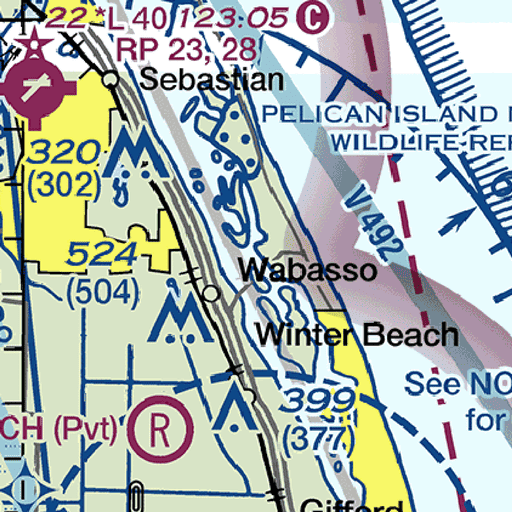 22 *L 40 123.05 C
RP 23, 28
Sebastian
PELICAN ISLAND
WILDLIFE
320
(302)
V 492
524
(504)
Wabasso
Winter Beach
See NO
for
399
(377)
CH (Pvt)
R
Gifford